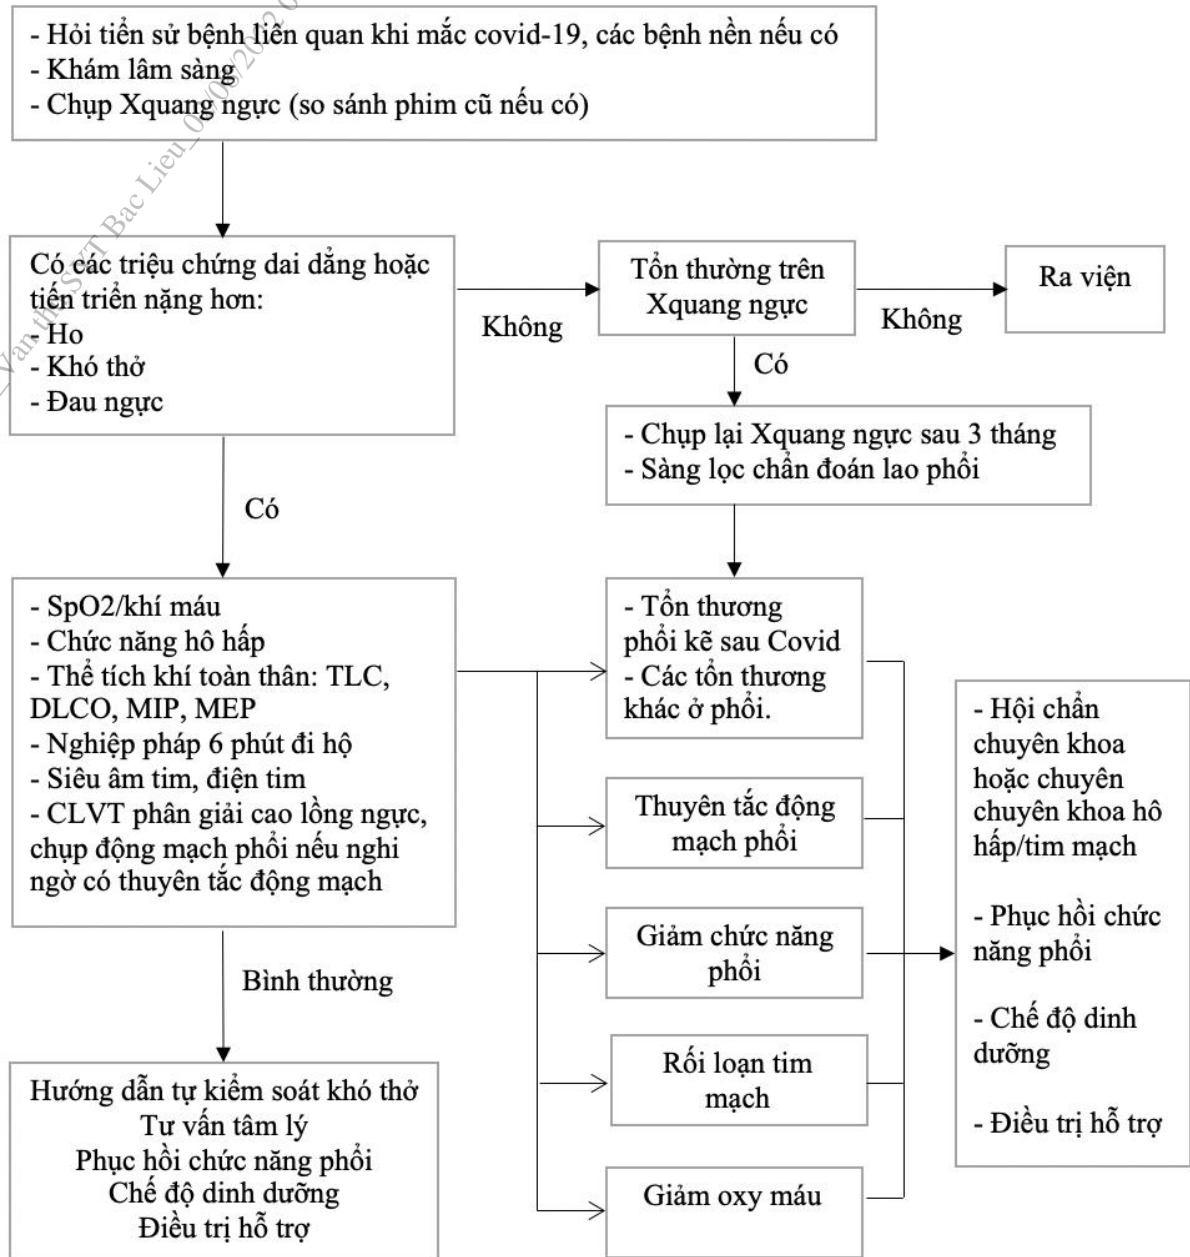 - Hỏi tiền sử bệnh liên quan khi mắc covid-19, các bệnh nền nếu có
- Khám lâm sàng
- Chụp Xquang ngực (so sánh phim cũ nếu có)
Có các triệu chứng dai dẳng hoặc
tiến triển nặng hơn:
- Ho
- Khó thở
- Đau ngực
Không
Tổn thường trên
Xquang ngực
Không
Ra viện
Có
- Chụp lại Xquang ngực sau 3 tháng
- Sàng lọc chẩn đoán lao phổi
Có
- SpO2/khí máu
- Chức năng hô hấp
- Thể tích khí toàn thân: TLC,
DLCO, MIP, MEP
- Nghiệp pháp 6 phút đi hộ
- Siêu âm tim, điện tim
- CLVT phân giải cao lồng ngực,
chụp động mạch phổi nếu nghi
ngờ có thuyên tắc động mạch
- Tổn thương
phổi kẽ sau Covid
- Các tổn thương
khác ở phổi.
Thuyên tắc động
mạch phổi
Giảm chức năng
phổi
Rối loạn tim
mạch
Giảm oxy máu
- Hội chẩn
chuyên khoa
hoặc chuyên
chuyên khoa hô
hấp/tim mạch
- Phục hồi chức
năng phổi
- Chế độ dinh
dưỡng
- Điều trị hỗ trợ
Bình thường
Hướng dẫn tự kiểm soát khó thở
Tư vấn tâm lý
Phục hồi chức năng phổi
Chế độ dinh dưỡng
Điều trị hỗ trợ